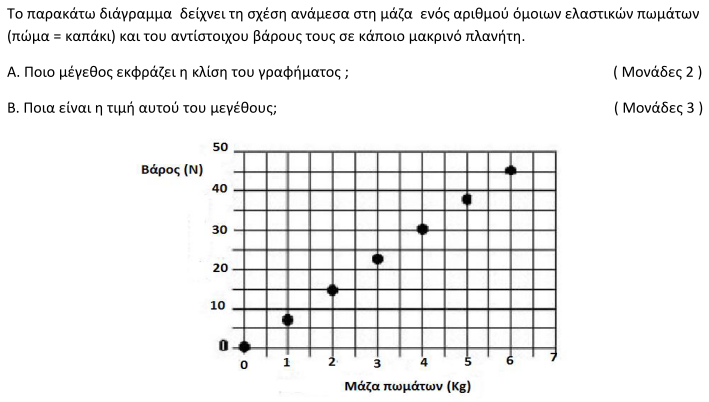 Το παρακάτω διάγραμμα δείχνει τη σχέση ανάμεσα στη μάζα ενός αριθμού όμοιων ελαστικών πωμάτων
(πώμα = καπάκι) και του αντίστοιχου βάρους τους σε κάποιο μακρινό πλανήτη.
Α. Ποιο μέγεθος εκφράζει η κλίση του γραφήματος ; ( Μονάδες 2 )
Β. Ποια είναι η τιμή αυτού του μεγέθους; ( Μονάδες 3 )
50
Βάρος (Ν)
40
30
20
10
0
0 1 2 3 4 5 6 7
Μάζα πωμάτων (Kg)